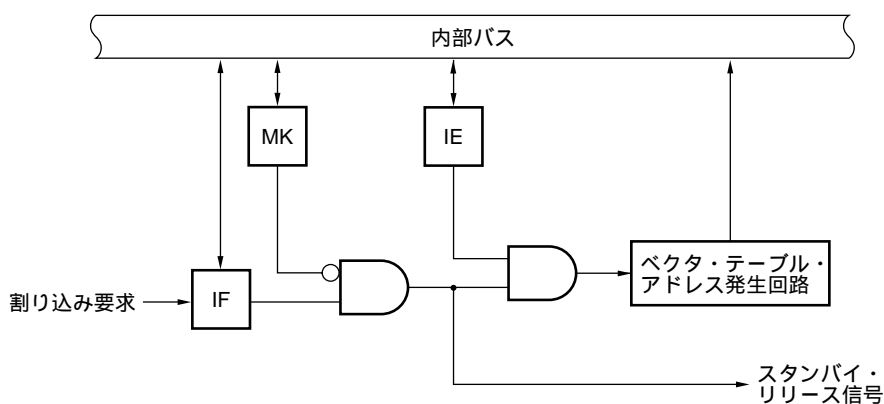 内部バス
MK
IE
ベクタ・テーブル・
アドレス発生回路
割り込み要求
IF
スタンバイ・
リリース信号